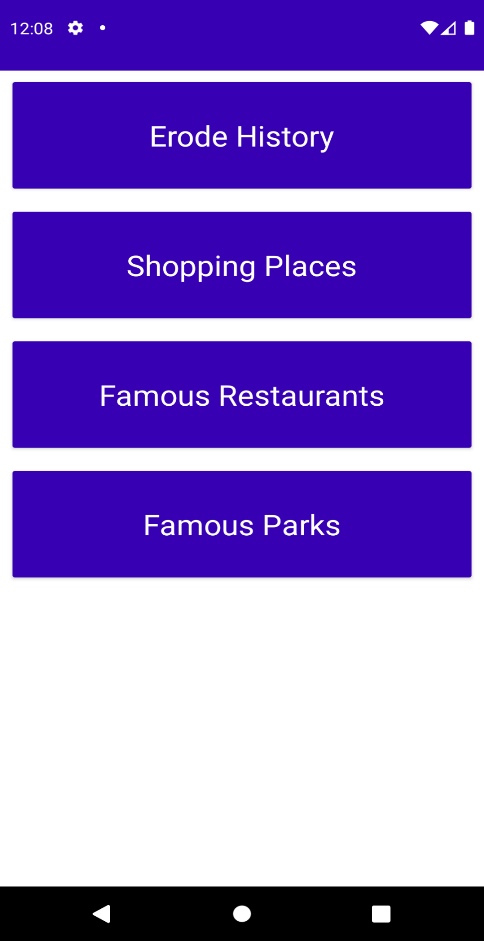 12:08
Erode History
Shopping Places
Famous Restaurants
Famous Parks